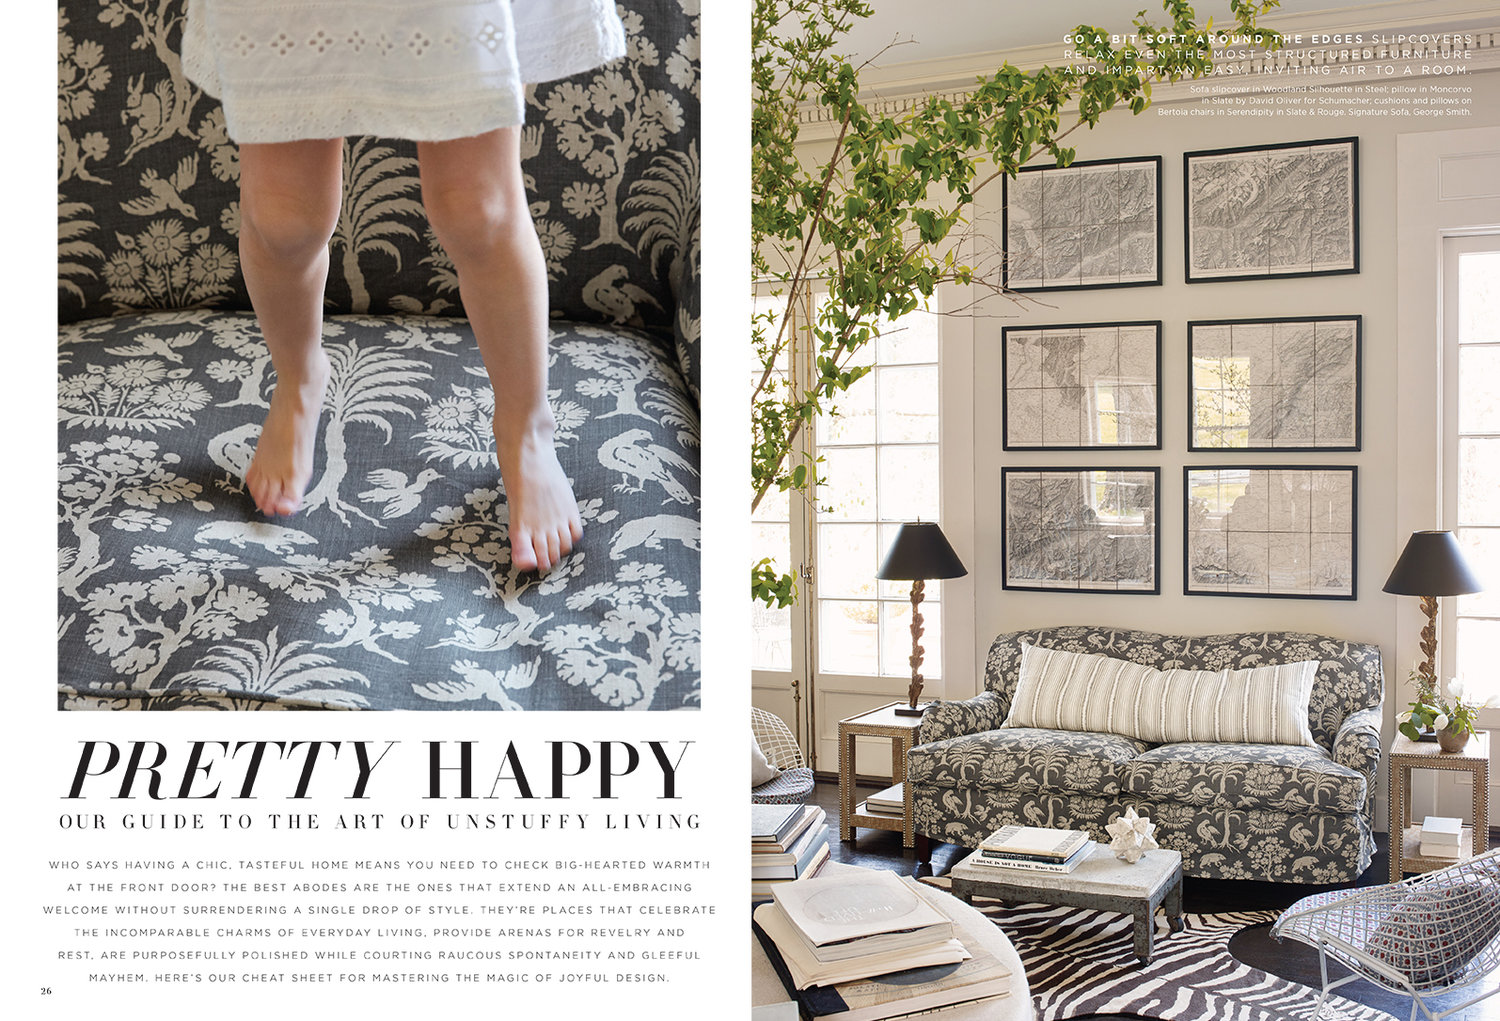 PRETTY HAPPY
OUR GUIDE TO THE ART OF UNSTUFFY LIVING
WHO SAYS HAVING A CHIC, TASTEFUL HOME MEANS YOU NEED TO CHECK BIG-HEARTED WARMTH
AT THE FRONT DOOR? THE BEST ABODES ARE THE ONES THAT EXTEND AN ALL-EMBRACING
WELCOME WITHOUT SURRENDERING A SINGLE DROP OF STYLE. THEY'RE PLACES THAT CELEBRATE
THE INCOMPARABLE CHARMS OF EVERYDAY LIVING, PROVIDE ARENAS FOR REVELRY AND
REST, ARE PURPOSEFULLY POLISHED WHILE COURTING RAUCOUS SPONTANEITY AND GLEEFUL
MAYHEM. HERE'S OUR CHEAT SHEET FOR MASTERING THE MAGIC OF JOYFUL DESIGN.
26
GO A BIT SOFT AROUND THE EDGES SLIPCOVERS
RELAX EVEN THE MOST STRUCTURED FURNITURE
AND IMPART AN EASY, INVITING AIR TO A ROOM.
Sofa slipcover in Woodland Silhouette in Steel; pillow in Moncorvo
in Slate by David Oliver for Schumacher; cushions and pillows on
Bertoia chairs in Serendipity in Slate & Rouge. Signature Sofa, George Smith.
A HOUSE IS NOT A HOME Bruce Weber